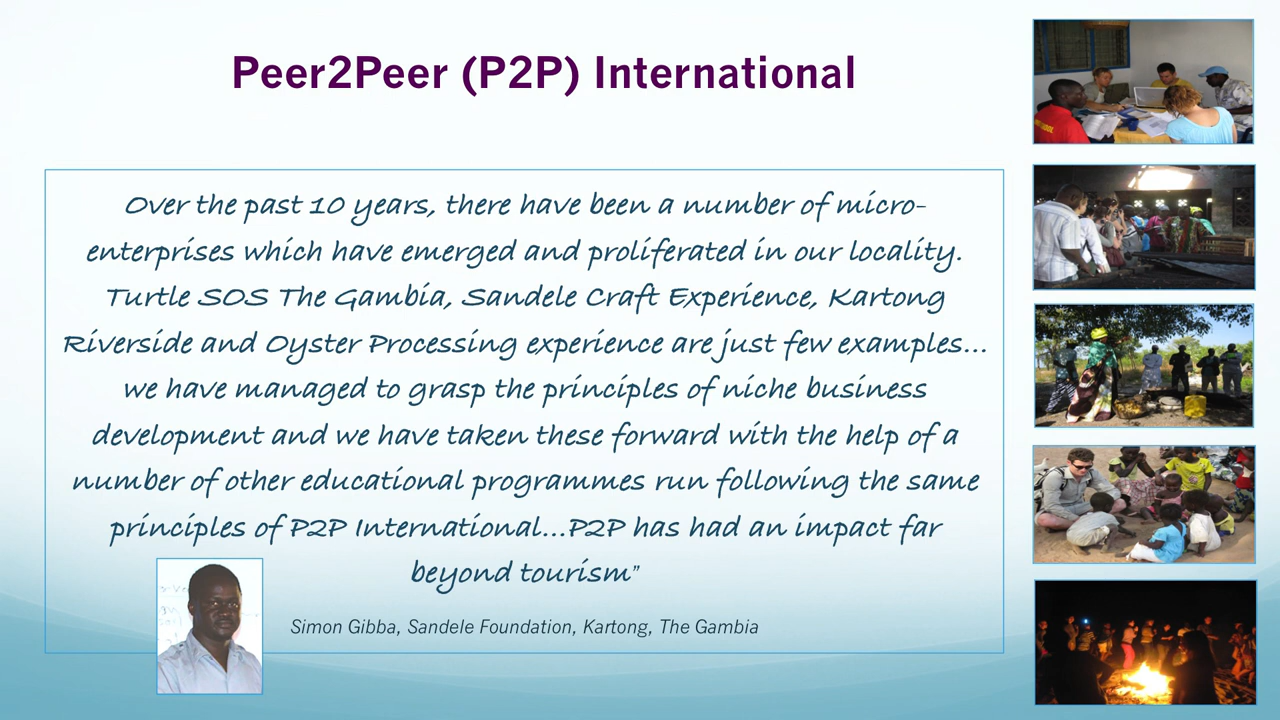 Peer2Peer (P2P) International
Over the past 10 years, there have been a number of micro-
enterprises which have emerged and proliferated in our locality.
Turtle SOS The Gambia, Sandele Craft Experience, Kartong
Riverside and Oyster Processing experience are just few examples...
we have managed to grasp the principles of niche business
development and we have taken these forward with the help of a
number of other educational programmes run following the same
principles of P2P International...P2P has had an impact far
beyond tourism”
Simon Gibba, Sandele Foundation, Kartong, The Gambia